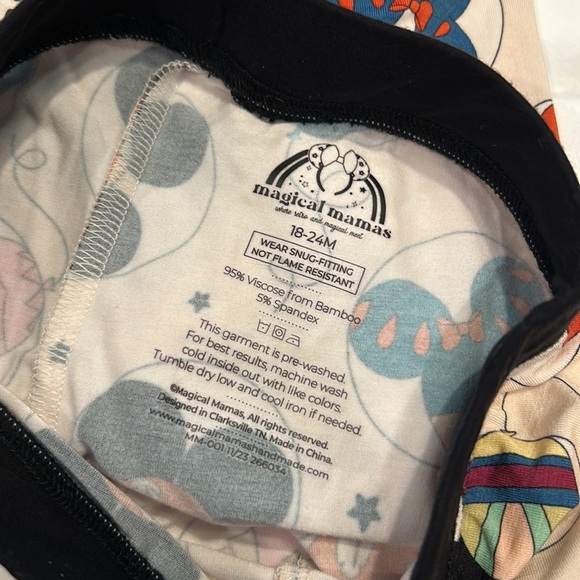 magical mamas
where retro and magical meet
18-24M
WEAR SNUG-FITTING
NOT FLAME RESISTANT
95% Viscose from Bamboo
5% Spandex
This garment is pre-washed.
For best results, machine wash
cold inside out with like colors.
Tumble dry low and cool iron if needed.
©Magical Mamas, All rights reserved.
Designed in Clarksville TN. Made in China.
www.magicalmamashandmade.com
MM-001 11/23 266034